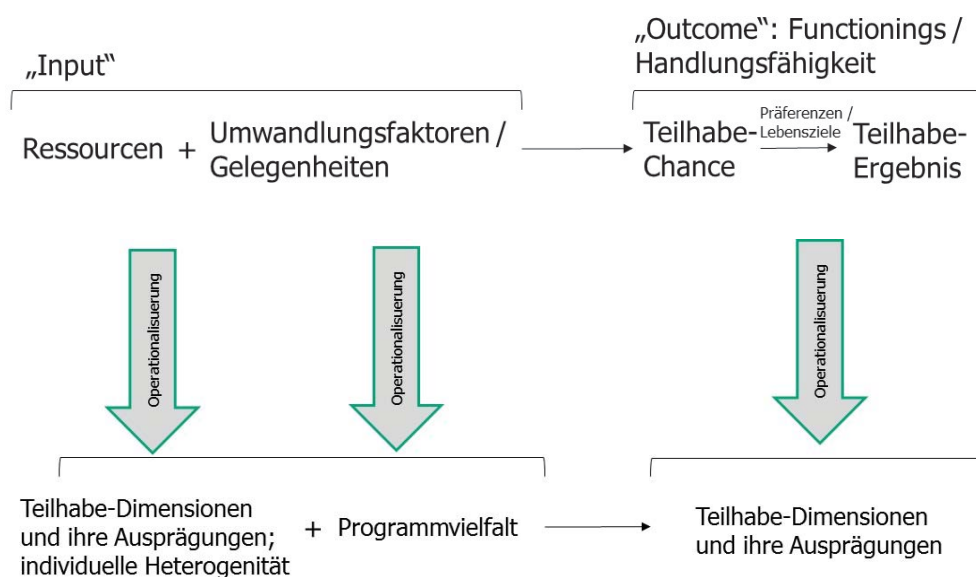 „Input“
„Outcome“: Functionings /
Handlungsfähigkeit
Ressourcen + Umwandlungsfaktoren /
Gelegenheiten
Teilhabe-
Chance
Präferenzen /
Lebensziele
Teilhabe-
Ergebnis
Operationalisuerung
Operationalisuerung
Operationalisuerung
Teilhabe-Dimensionen
und ihre Ausprägungen;
individuelle Heterogenität
+ Programmvielfalt
Teilhabe-Dimensionen
und ihre Ausprägungen